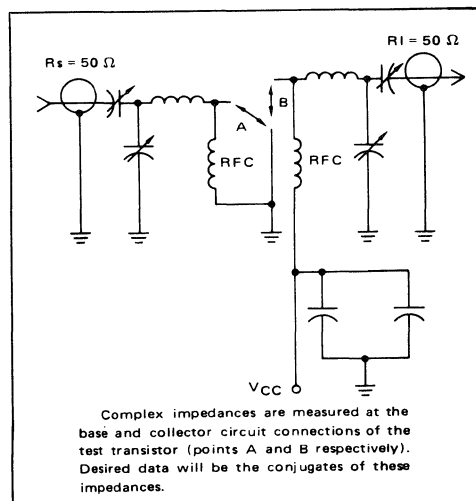 Rs = 50 Ω
Rl = 50 Ω
B
A
RFC
RFC
VCC
Complex impedances are measured at the
base and collector circuit connections of the
test transistor (points A and B respectively).
Desired data will be the conjugates of these
impedances.